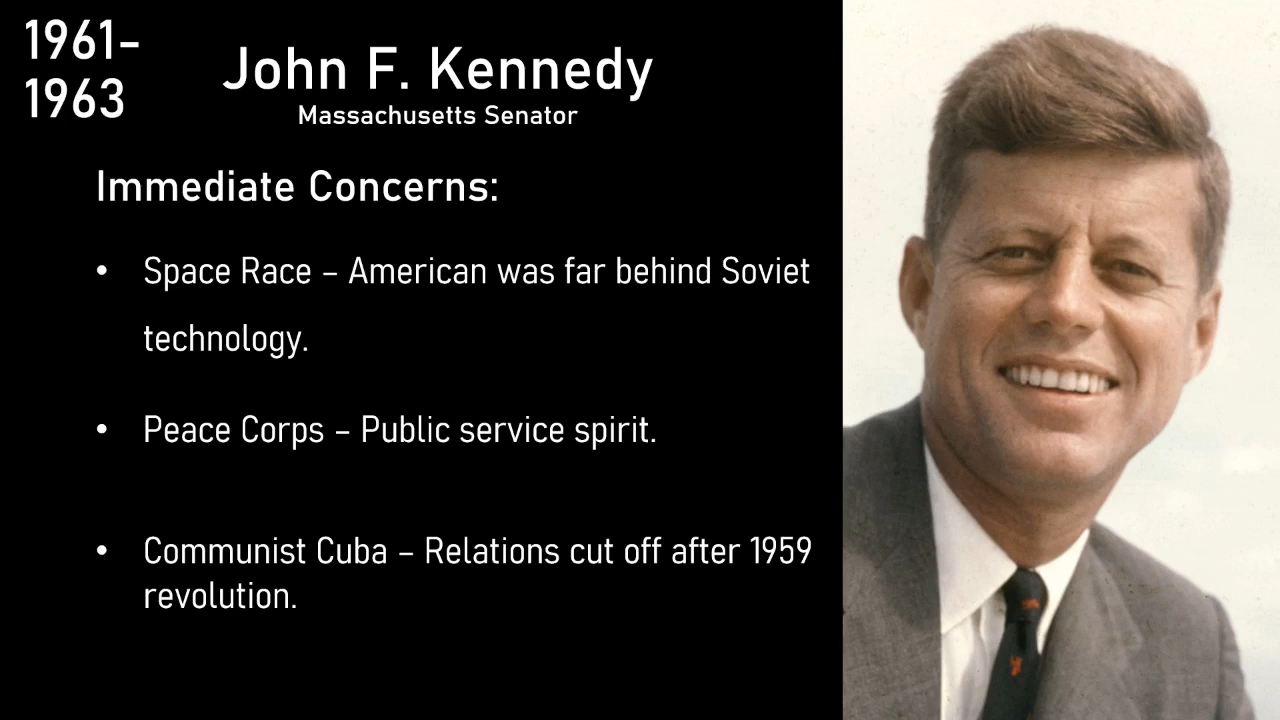 1961–
1963
John F. Kennedy
Massachusetts Senator
Immediate Concerns:
• Space Race – American was far behind Soviet
technology.
• Peace Corps – Public service spirit.
• Communist Cuba – Relations cut off after 1959
revolution.